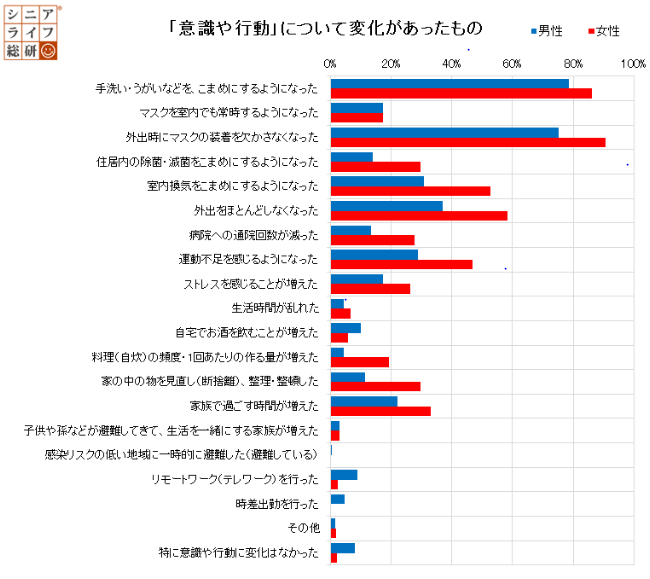 シニア®
ライフ
総研
「意識や行動」について変化があったもの
男性
女性
0% 20% 40% 60% 80% 100%
手洗い・うがいなどを、こまめにするようになった
マスクを室内でも常時するようになった
外出時にマスクの装着を欠かさなくなった
住居内の除菌・滅菌をこまめにするようになった
室内換気をこまめにするようになった
外出をほとんどしなくなった
病院への通院回数が減った
運動不足を感じるようになった
ストレスを感じることが増えた
生活時間が乱れた
自宅でお酒を飲むことが増えた
料理（自炊）の頻度・1回あたりの作る量が増えた
家の中の物を見直し（断捨離）、整理・整頓した
家族で過ごす時間が増えた
子供や孫などが避難してきて、生活を一緒にする家族が増えた
感染リスクの低い地域に一時的に避難した（避難している）
リモートワーク（テレワーク）を行った
時差出勤を行った
その他
特に意識や行動に変化はなかった